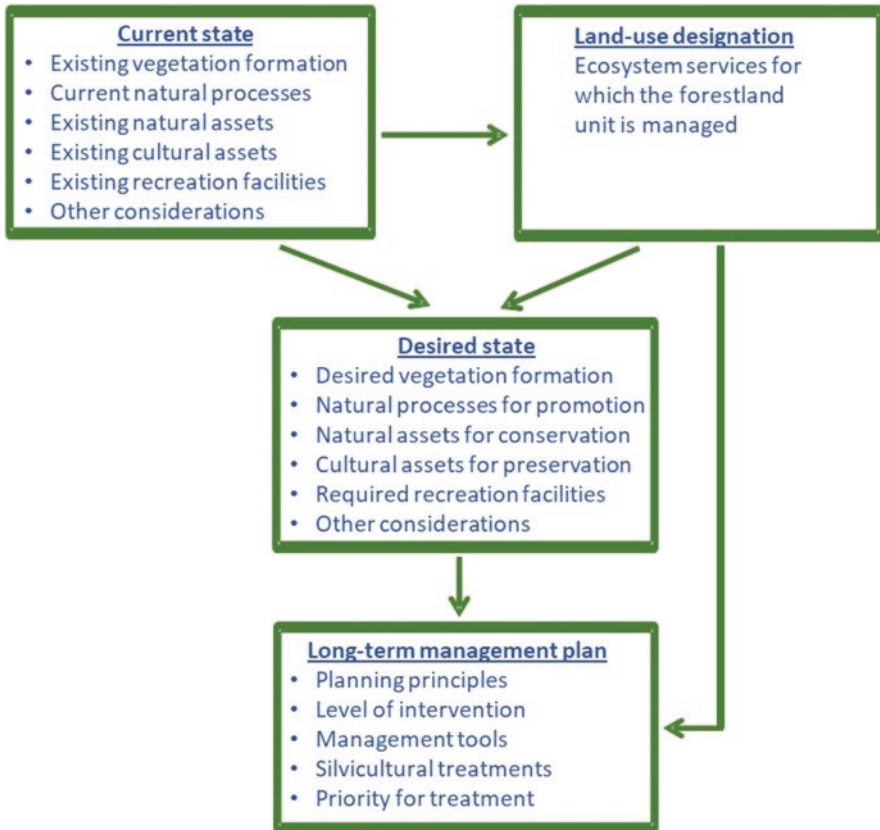 Current state
• Existing vegetation formation
• Current natural processes
• Existing natural assets
• Existing cultural assets
• Existing recreation facilities
• Other considerations
Land-use designation
Ecosystem services for
which the forestland
unit is managed
Desired state
• Desired vegetation formation
• Natural processes for promotion
• Natural assets for conservation
• Cultural assets for preservation
• Required recreation facilities
• Other considerations
Long-term management plan
• Planning principles
• Level of intervention
• Management tools
• Silvicultural treatments
• Priority for treatment